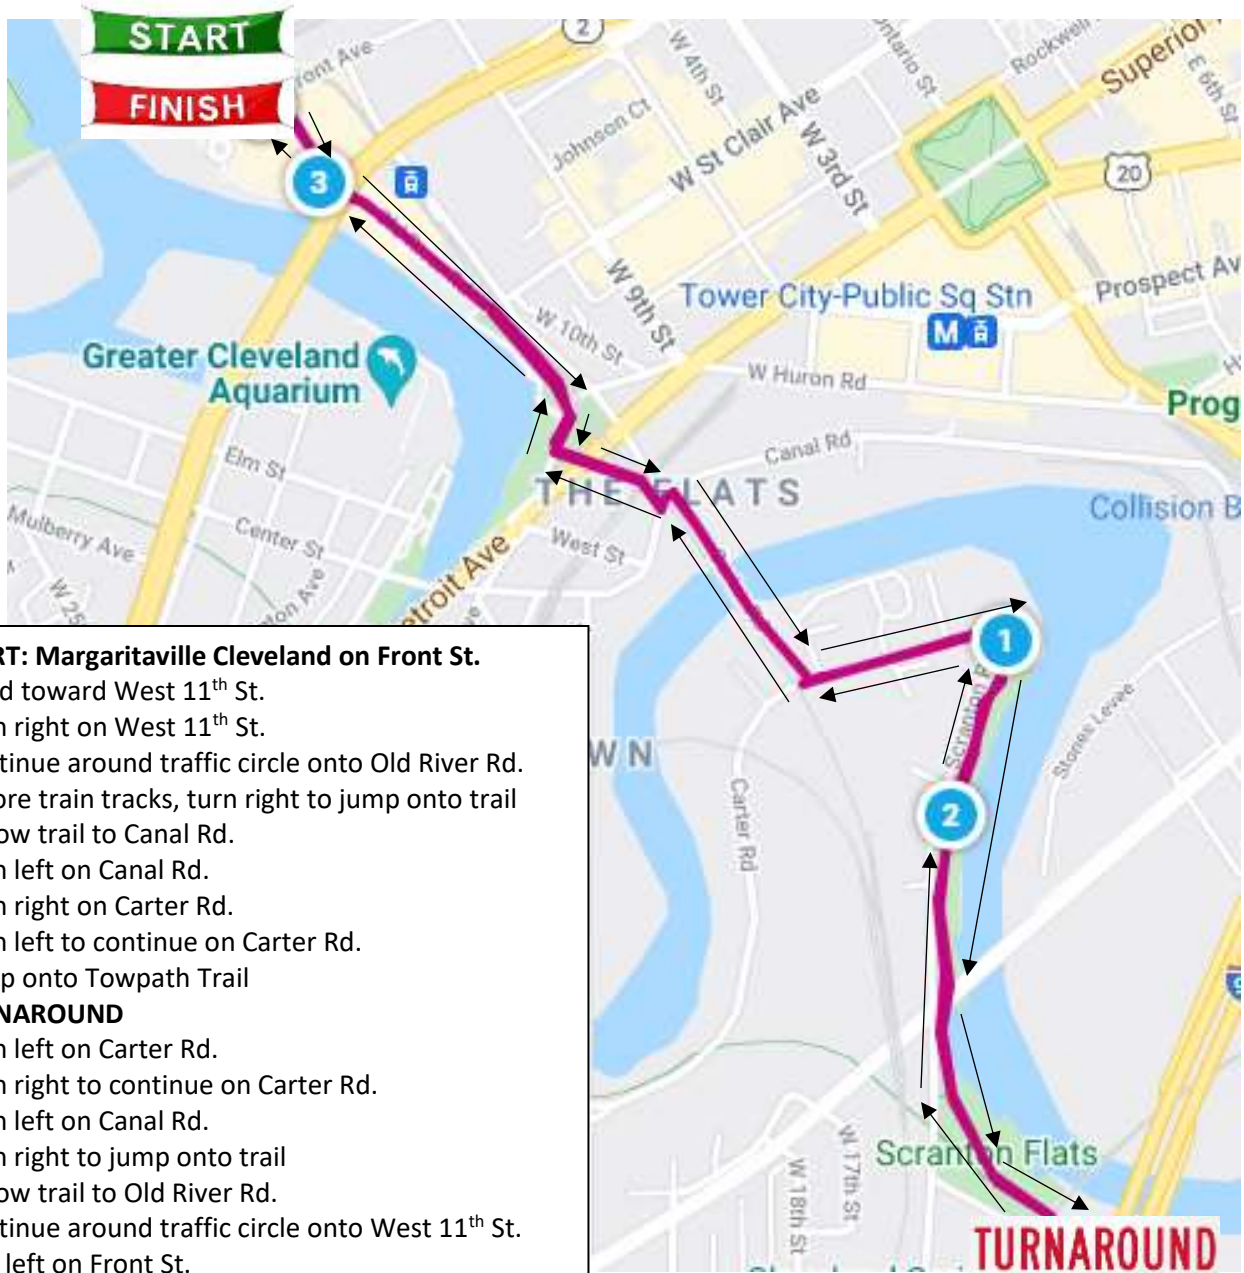 START
FINISH
ront Ave
2
W 4th St
Ontario St
Rockwell
Superior
E 6th St
Johnson Ct
W St Clair Ave
W 3rd St
20
3
W 9th St
Tower City-Public Sq Stn
M
Prospect Av
W 10th St
Greater Cleveland
Aquarium
W Huron Rd
Prog
Elm St
Canal Rd
THE FLATS
Collision B
Mulberry Ave
Center St
West St
etroit Ave
W 25
ton Ave
1
RT: Margaritaville Cleveland on Front St.
d toward West 11th St.
n right on West 11th St.
tinue around traffic circle onto Old River Rd.
ore train tracks, turn right to jump onto trail
ow trail to Canal Rd.
n left on Canal Rd.
n right on Carter Rd.
n left to continue on Carter Rd.
p onto Towpath Trail
NAROUND
n left on Carter Rd.
n right to continue on Carter Rd.
n left on Canal Rd.
n right to jump onto trail
ow trail to Old River Rd.
tinue around traffic circle onto West 11th St.
left on Front St.
WN
Scranton R
Stones Levee
Carter Rd
2
9
Scranton Flats
W 17th St
W 18th St
TURNAROUND